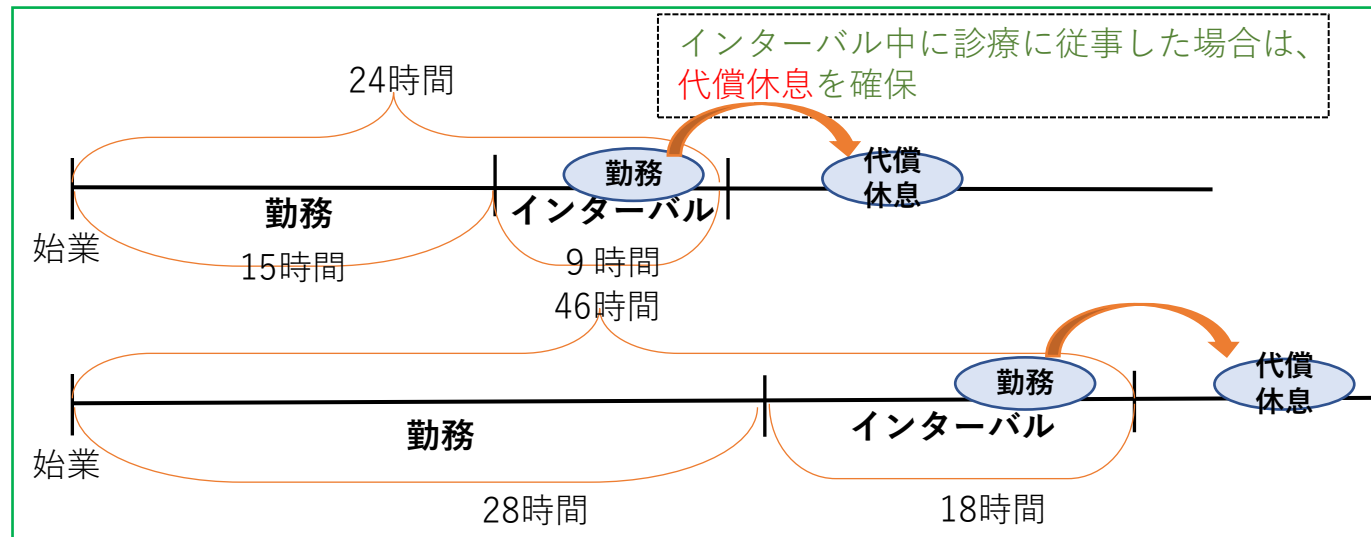 インターバル中に診療に従事した場合は、
代償休息を確保
24時間
勤務
代償
休息
勤務
インターバル
始業
15時間
9時間
46時間
勤務
代償
休息
勤務
インターバル
始業
28時間
18時間